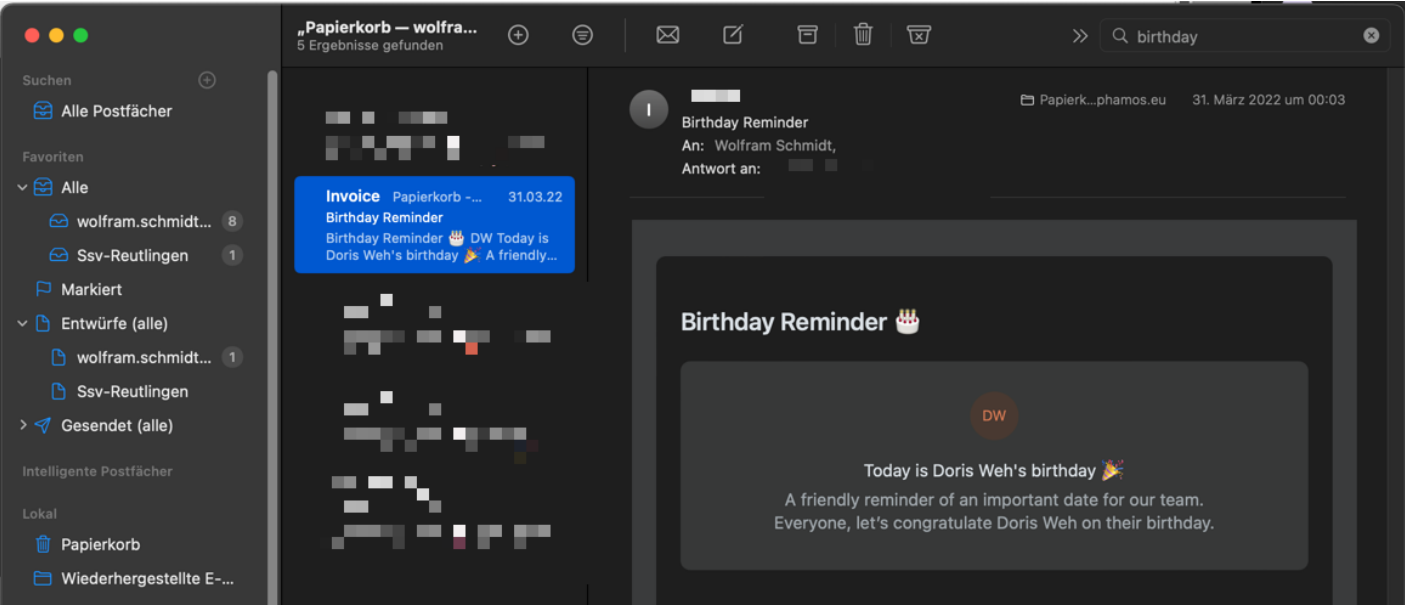 „Papierkorb — wolfra...
5 Ergebnisse gefunden
birthday
Suchen
Alle Postfächer
Favoriten
Alle
wolfram.schmidt... 8
Ssv-Reutlingen 1
Markiert
Entwürfe (alle)
wolfram.schmidt... 1
Ssv-Reutlingen
Gesendet (alle)
Intelligente Postfächer
Lokal
Papierkorb
Wiederhergestellte E-...
Invoice Papierkorb -... 31.03.22
Birthday Reminder
Birthday Reminder 🎂 DW Today is
Doris Weh's birthday 🎉 A friendly...
I
Papierk...phamos.eu 31. März 2022 um 00:03
Birthday Reminder
An: Wolfram Schmidt,
Antwort an:
Birthday Reminder 🎂
DW
Today is Doris Weh's birthday 🎉
A friendly reminder of an important date for our team.
Everyone, let's congratulate Doris Weh on their birthday.